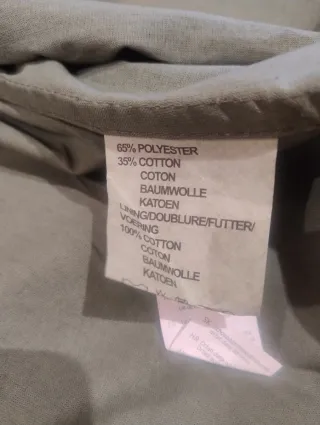 65% POLYESTER
35% COTTON
COTON
BAUMWOLLE
KATOEN
LINING/DOUBLURE/FUTTER/
VOERING
100% COTTON
COTON
BAUMWOLLE
KATOEN